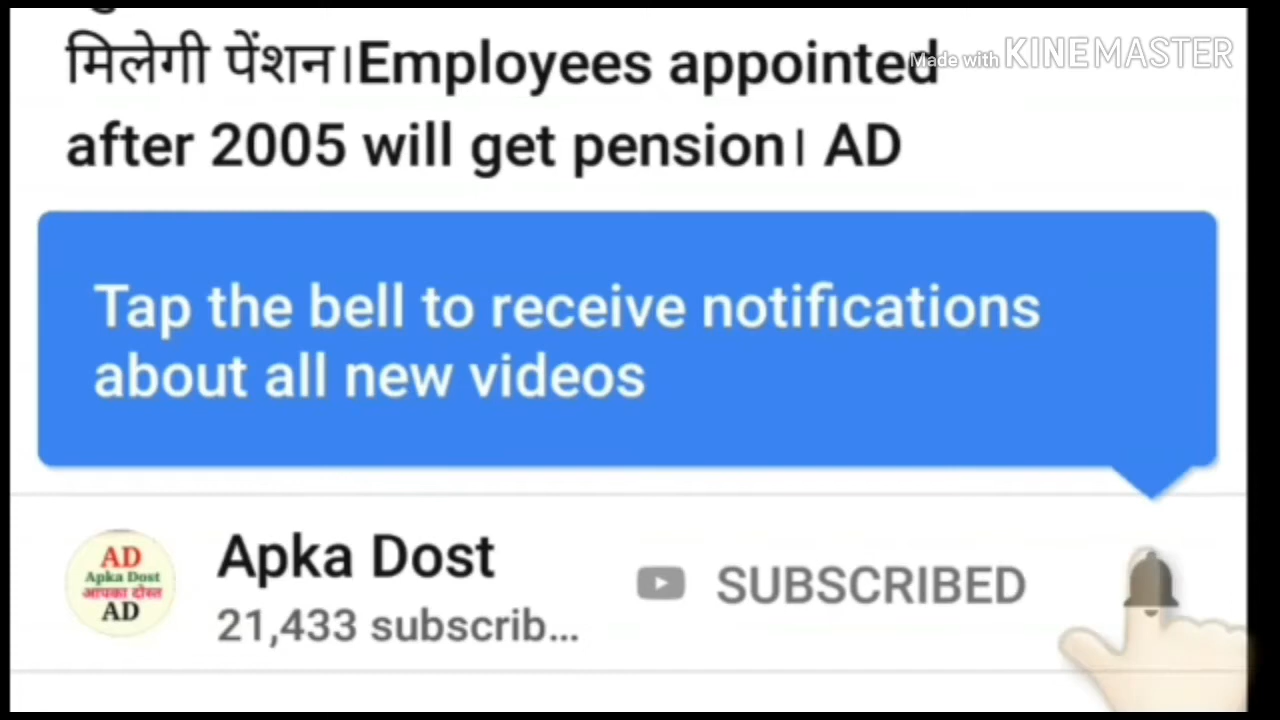 मिलेगी पेंशन।Employees appointed
Made with KINEMASTER
after 2005 will get pension। AD
Tap the bell to receive notifications
about all new videos
AD
Apka Dost
आपका दोस्त
AD
Apka Dost
21,433 subscrib...
SUBSCRIBED